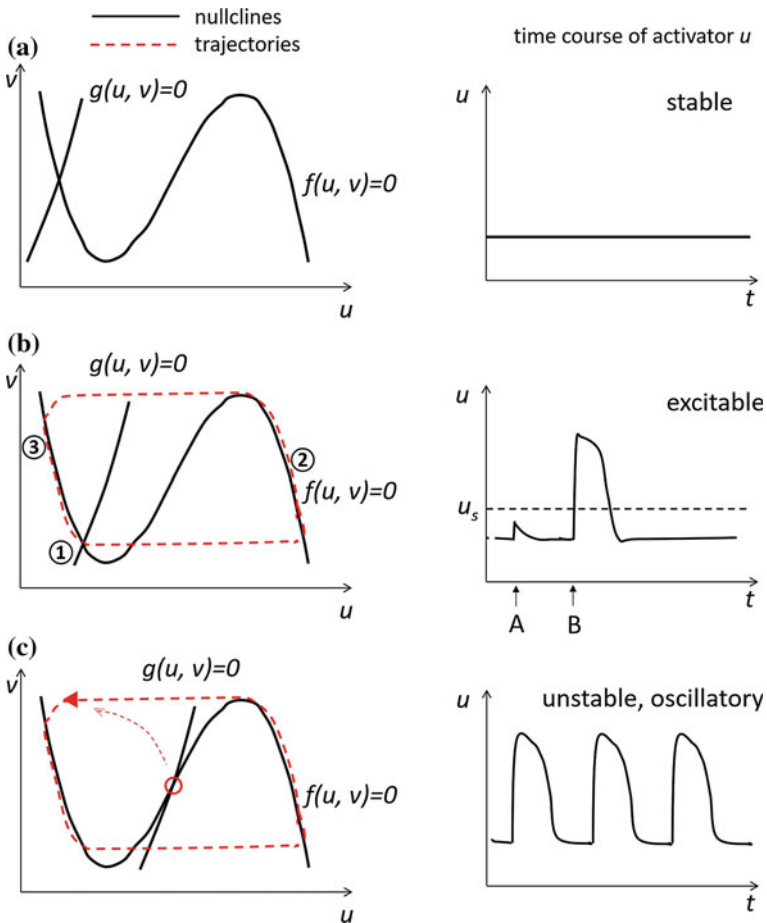 nullclines
trajectories
time course of activator u
(a)
v
g(u, v)=0
f(u, v)=0
u
u
stable
t
(b)
v
g(u, v)=0
③
②
f(u, v)=0
①
u
u
excitable
u_s
t
A B
(c)
v
g(u, v)=0
f(u, v)=0
u
u
unstable, oscillatory
t